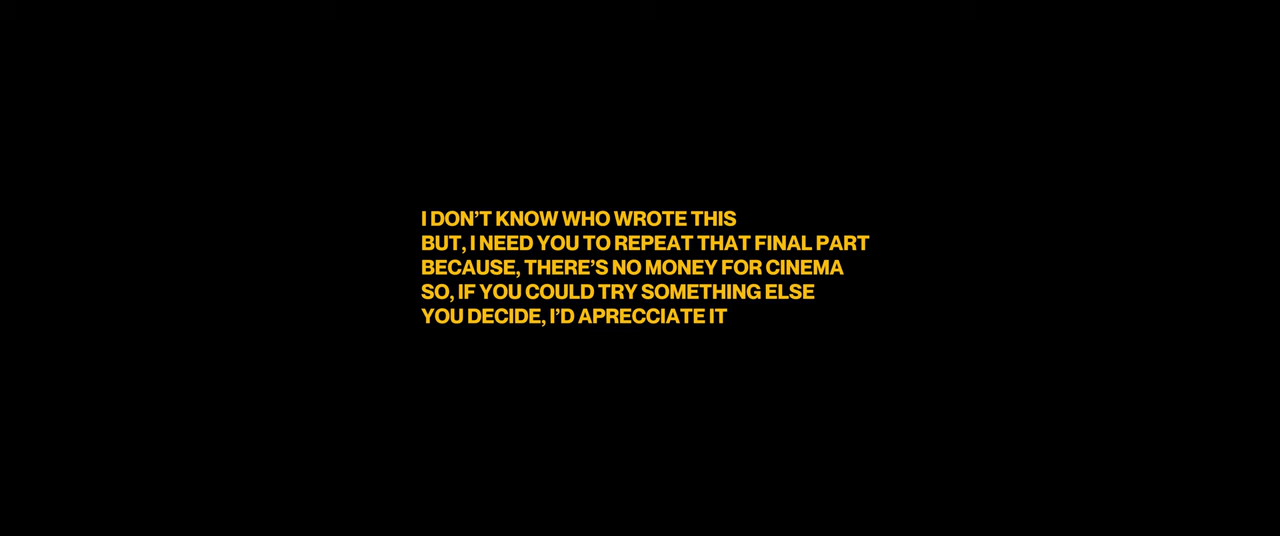 I DON’T KNOW WHO WROTE THIS
BUT, I NEED YOU TO REPEAT THAT FINAL PART
BECAUSE, THERE’S NO MONEY FOR CINEMA
SO, IF YOU COULD TRY SOMETHING ELSE
YOU DECIDE, I’D APRECCIATE IT